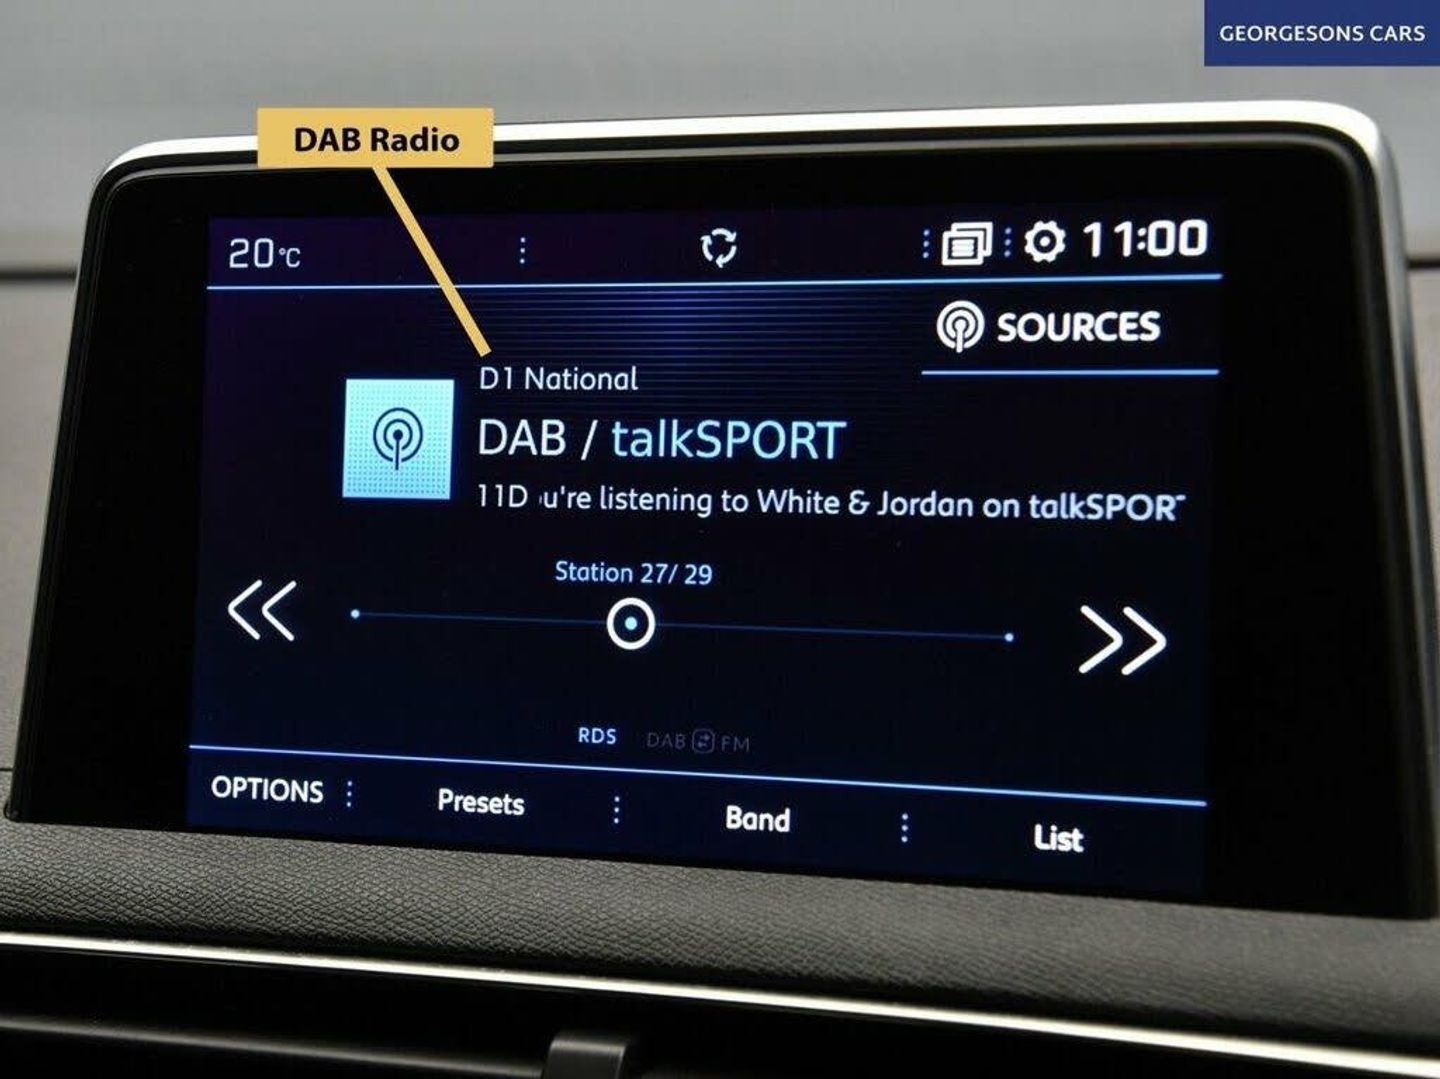 GEORGESONS CARS
DAB Radio
20°C
11:00
SOURCES
D1 National
DAB / talkSPORT
11D u're listening to White & Jordan on talkSPOR
Station 27/ 29
RDS DAB FM
OPTIONS Presets Band List